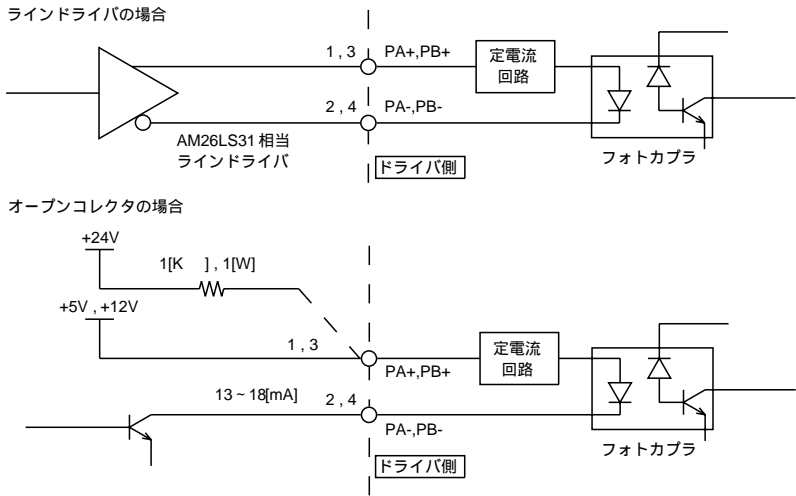 ラインドライバの場合
1 , 3
PA+,PB+
定電流
回路
2 , 4
PA-,PB-
AM26LS31 相当
ラインドライバ
ドライバ側
フォトカプラ
オープンコレクタの場合
+24V
1[K ] , 1[W]
+5V , +12V
1 , 3
PA+,PB+
定電流
回路
13 ~ 18[mA]
2 , 4
PA-,PB-
フォトカプラ
ドライバ側